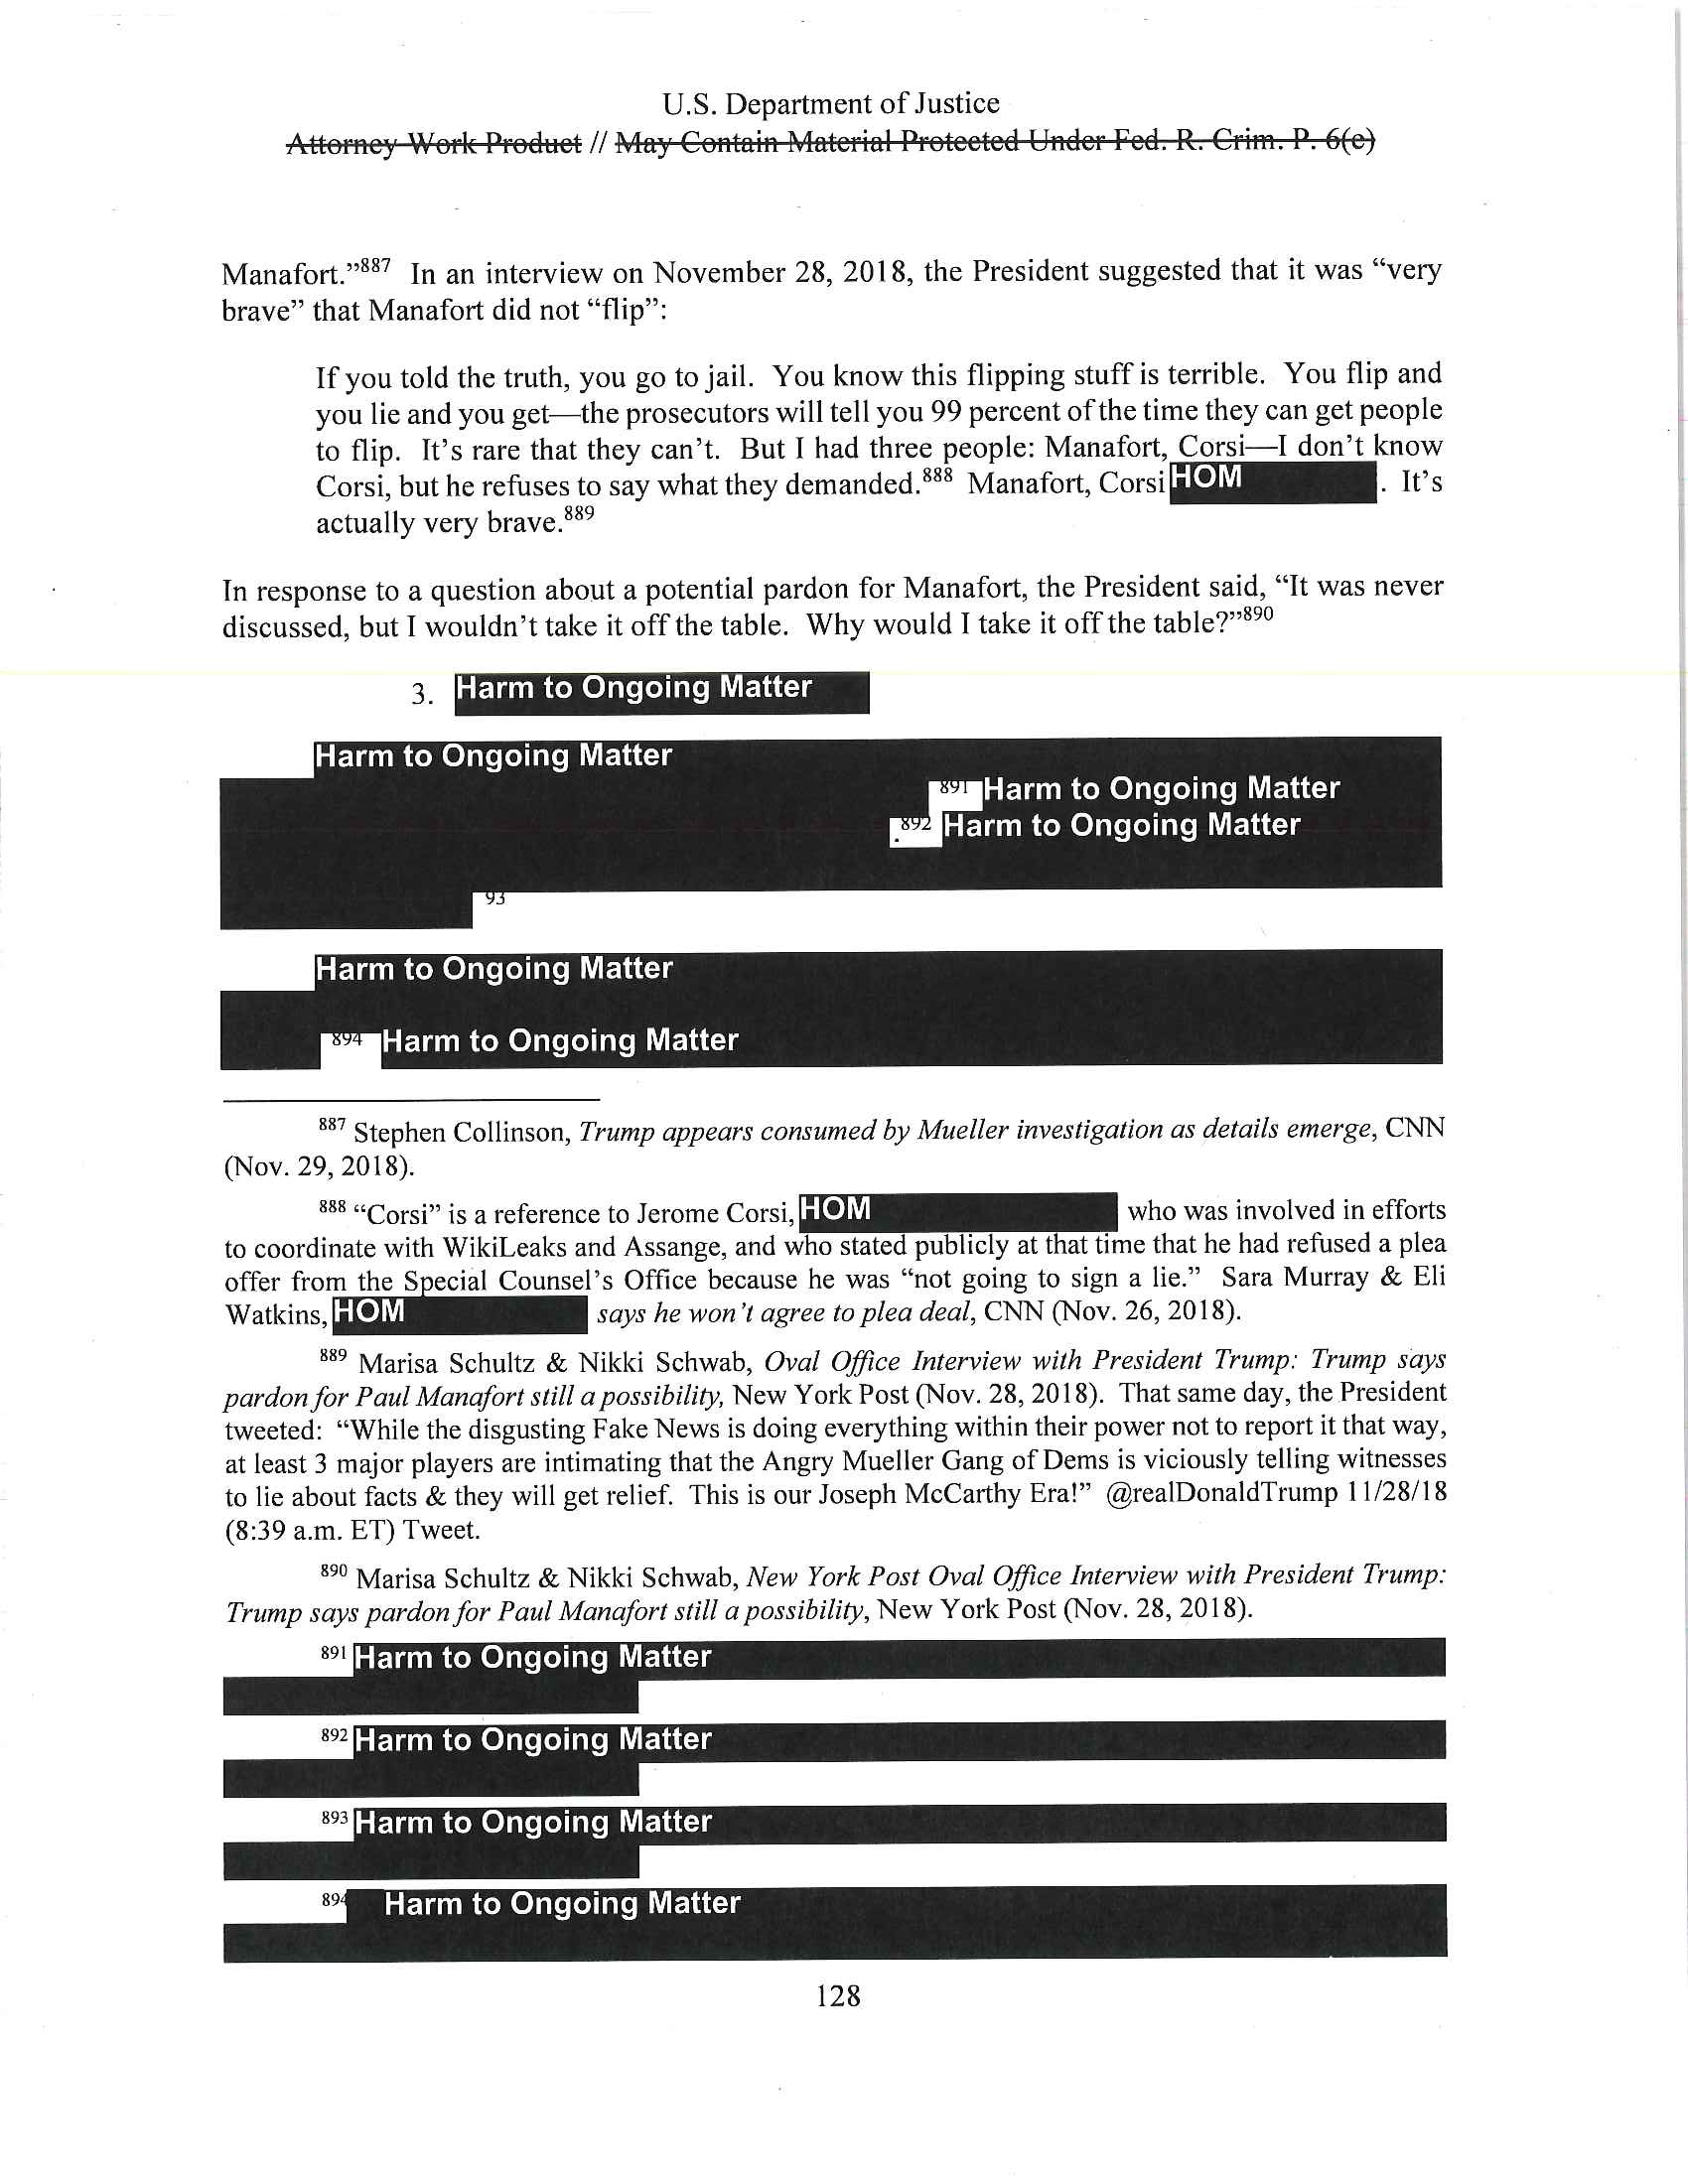 U.S. Department of Justice
Attorney Work Product // May Contain Material Protected Under Fed. R. Crim. P. 6(e)
Manafort.”887 In an interview on November 28, 2018, the President suggested that it was “very
brave” that Manafort did not “flip”:
If you told the truth, you go to jail. You know this flipping stuff is terrible. You flip and
you lie and you get—the prosecutors will tell you 99 percent of the time they can get people
to flip. It’s rare that they can’t. But I had three people: Manafort, Corsi—I don’t know
Corsi, but he refuses to say what they demanded.888 Manafort, Corsi HOM . It’s
actually very brave.889
In response to a question about a potential pardon for Manafort, the President said, “It was never
discussed, but I wouldn’t take it off the table. Why would I take it off the table?”890
3. Harm to Ongoing Matter
Harm to Ongoing Matter
891 Harm to Ongoing Matter
.892 Harm to Ongoing Matter
93
Harm to Ongoing Matter
894 Harm to Ongoing Matter
887 Stephen Collinson, Trump appears consumed by Mueller investigation as details emerge, CNN
(Nov. 29, 2018).
888 “Corsi” is a reference to Jerome Corsi, HOM who was involved in efforts
to coordinate with WikiLeaks and Assange, and who stated publicly at that time that he had refused a plea
offer from the Special Counsel’s Office because he was “not going to sign a lie.” Sara Murray & Eli
Watkins, HOM says he won’t agree to plea deal, CNN (Nov. 26, 2018).
889 Marisa Schultz & Nikki Schwab, Oval Office Interview with President Trump: Trump says
pardon for Paul Manafort still a possibility, New York Post (Nov. 28, 2018). That same day, the President
tweeted: “While the disgusting Fake News is doing everything within their power not to report it that way,
at least 3 major players are intimating that the Angry Mueller Gang of Dems is viciously telling witnesses
to lie about facts & they will get relief. This is our Joseph McCarthy Era!” @realDonaldTrump 11/28/18
(8:39 a.m. ET) Tweet.
890 Marisa Schultz & Nikki Schwab, New York Post Oval Office Interview with President Trump:
Trump says pardon for Paul Manafort still a possibility, New York Post (Nov. 28, 2018).
891 Harm to Ongoing Matter
892 Harm to Ongoing Matter
893 Harm to Ongoing Matter
894 Harm to Ongoing Matter
128